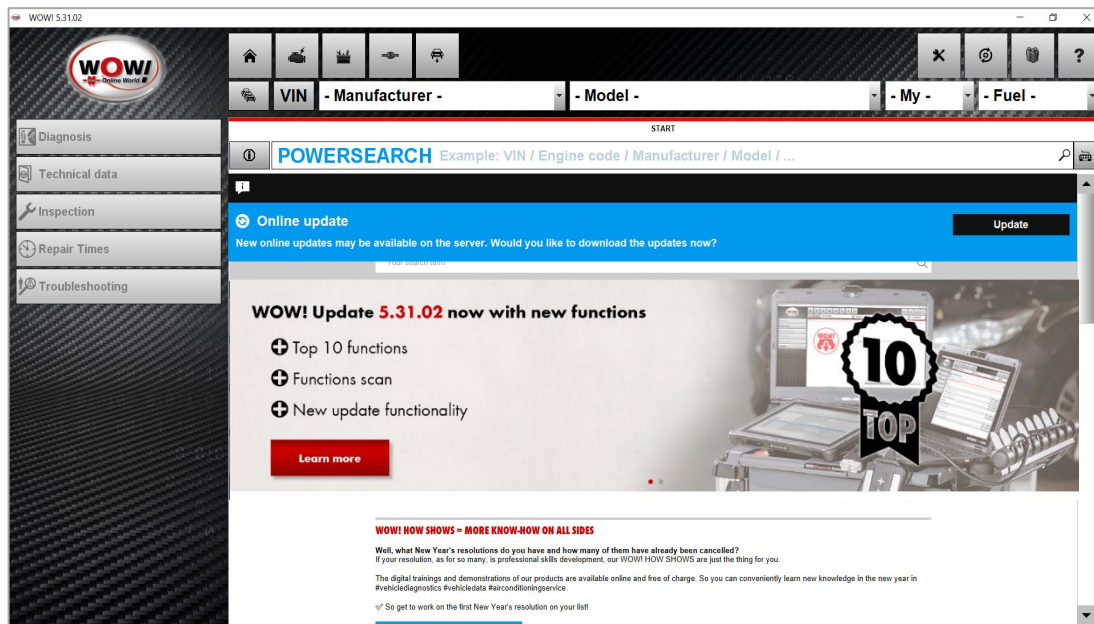 WOW! 5.31.02
WOW!
Online World
VIN
- Manufacturer -
- Model -
- My -
- Fuel -
START
Diagnosis
Technical data
Inspection
Repair Times
Troubleshooting
POWERSEARCH Example: VIN / Engine code / Manufacturer / Model / ...
Online update
New online updates may be available on the server. Would you like to download the updates now?
Update
Your search term
WOW! Update 5.31.02 now with new functions
Top 10 functions
Functions scan
New update functionality
Learn more
10
TOP
WOW! HOW SHOWS = MORE KNOW-HOW ON ALL SIDES
Well, what New Year's resolutions do you have and how many of them have already been cancelled?
If your resolution, as for so many, is professional skills development, our WOW! HOW SHOWS are just the thing for you.
The digital trainings and demonstrations of our products are available online and free of charge. So you can conveniently learn new knowledge in the new year in
#vehiclediagnostics #vehicledata #airconditioningservice.
✅ So get to work on the first New Year's resolution on your list!